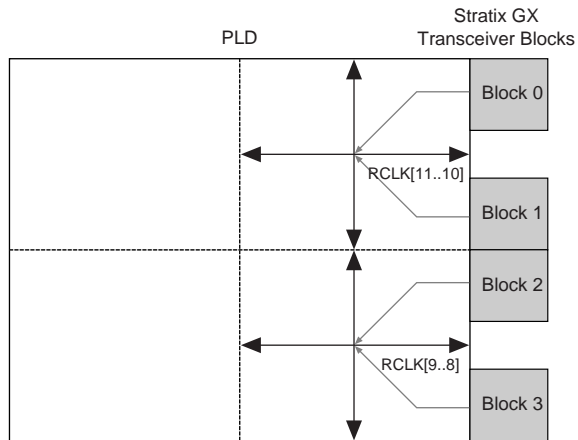 Stratix GX
Transceiver Blocks
PLD
Block 0
RCLK[11..10]
Block 1
Block 2
RCLK[9..8]
Block 3